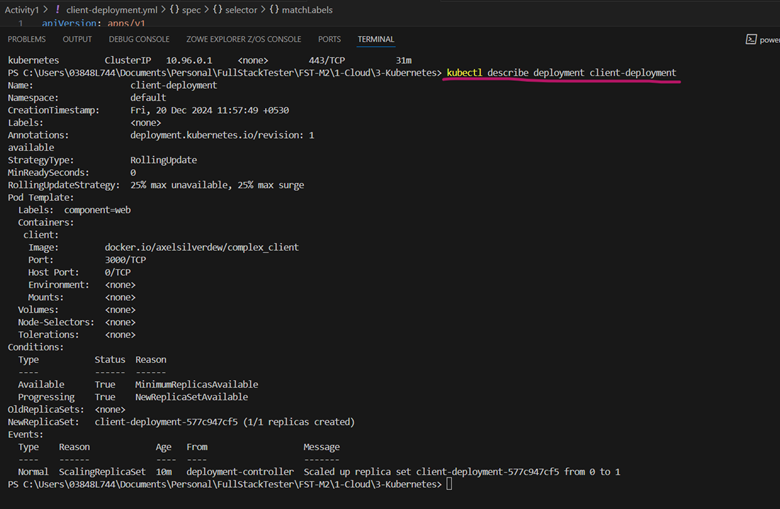 Activity1 > ! client-deployment.yml > {} spec > {} selector > {} matchLabels
1 apiVersion: apps/v1
PROBLEMS OUTPUT DEBUG CONSOLE ZOWE EXPLORER Z/OS CONSOLE PORTS TERMINAL power
kubernetes ClusterIP 10.96.0.1 <none> 443/TCP 31m
PS C:\Users\03848L744\Documents\Personal\FullStackTester\FST-M2\1-Cloud\3-Kubernetes> kubectl describe deployment client-deployment
Name: client-deployment
Namespace: default
CreationTimestamp: Fri, 20 Dec 2024 11:57:49 +0530
Labels: <none>
Annotations: deployment.kubernetes.io/revision: 1
available
StrategyType: RollingUpdate
MinReadySeconds: 0
RollingUpdateStrategy: 25% max unavailable, 25% max surge
Pod Template:
Labels: component=web
Containers:
client:
Image: docker.io/axelsilverdew/complex_client
Port: 3000/TCP
Host Port: 0/TCP
Environment: <none>
Mounts: <none>
Volumes: <none>
Node-Selectors: <none>
Tolerations: <none>
Conditions:
Type Status Reason
---- ------ ------
Available True MinimumReplicasAvailable
Progressing True NewReplicaSetAvailable
OldReplicaSets: <none>
NewReplicaSet: client-deployment-577c947cf5 (1/1 replicas created)
Events:
Type Reason Age From Message
---- ------ ---- ---- -------
Normal ScalingReplicaSet 10m deployment-controller Scaled up replica set client-deployment-577c947cf5 from 0 to 1
PS C:\Users\03848L744\Documents\Personal\FullStackTester\FST-M2\1-Cloud\3-Kubernetes>